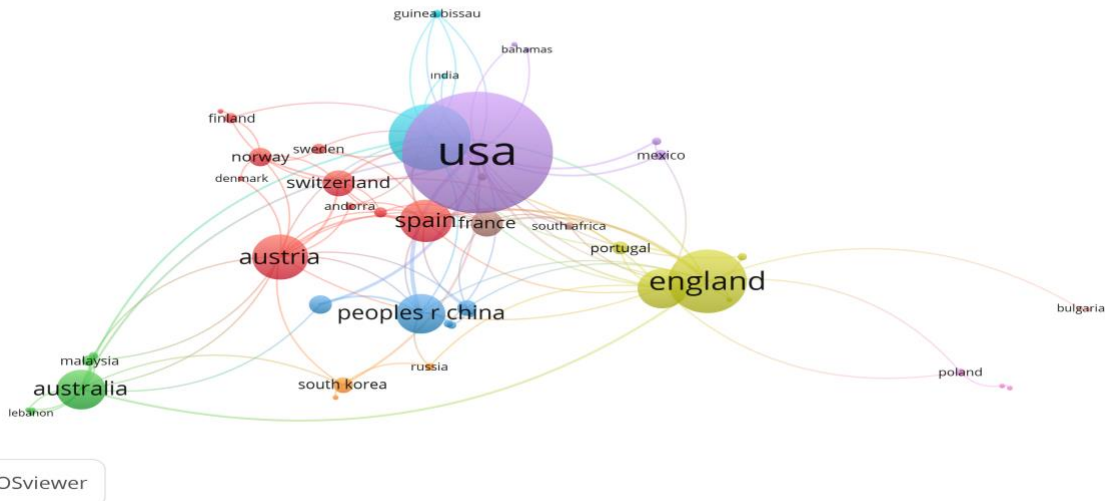 guinea bissau
bahamas
india
finland
usa
norway
sweden
mexico
denmark
switzerland
andorra
spain
france
south africa
portugal
austria
england
peoples r china
bulgaria
malaysia
russia
poland
australia
south korea
lebanon
OSviewer